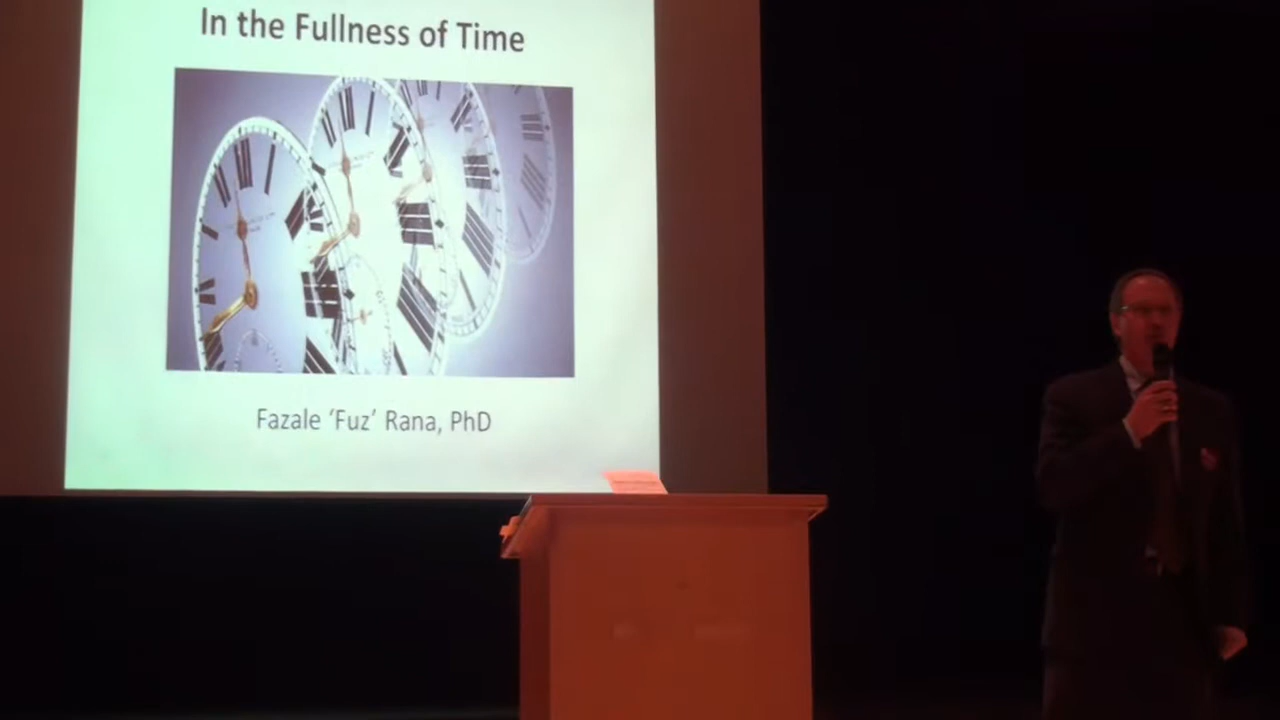 In the Fullness of Time
Fazale ‘Fuz’ Rana, PhD